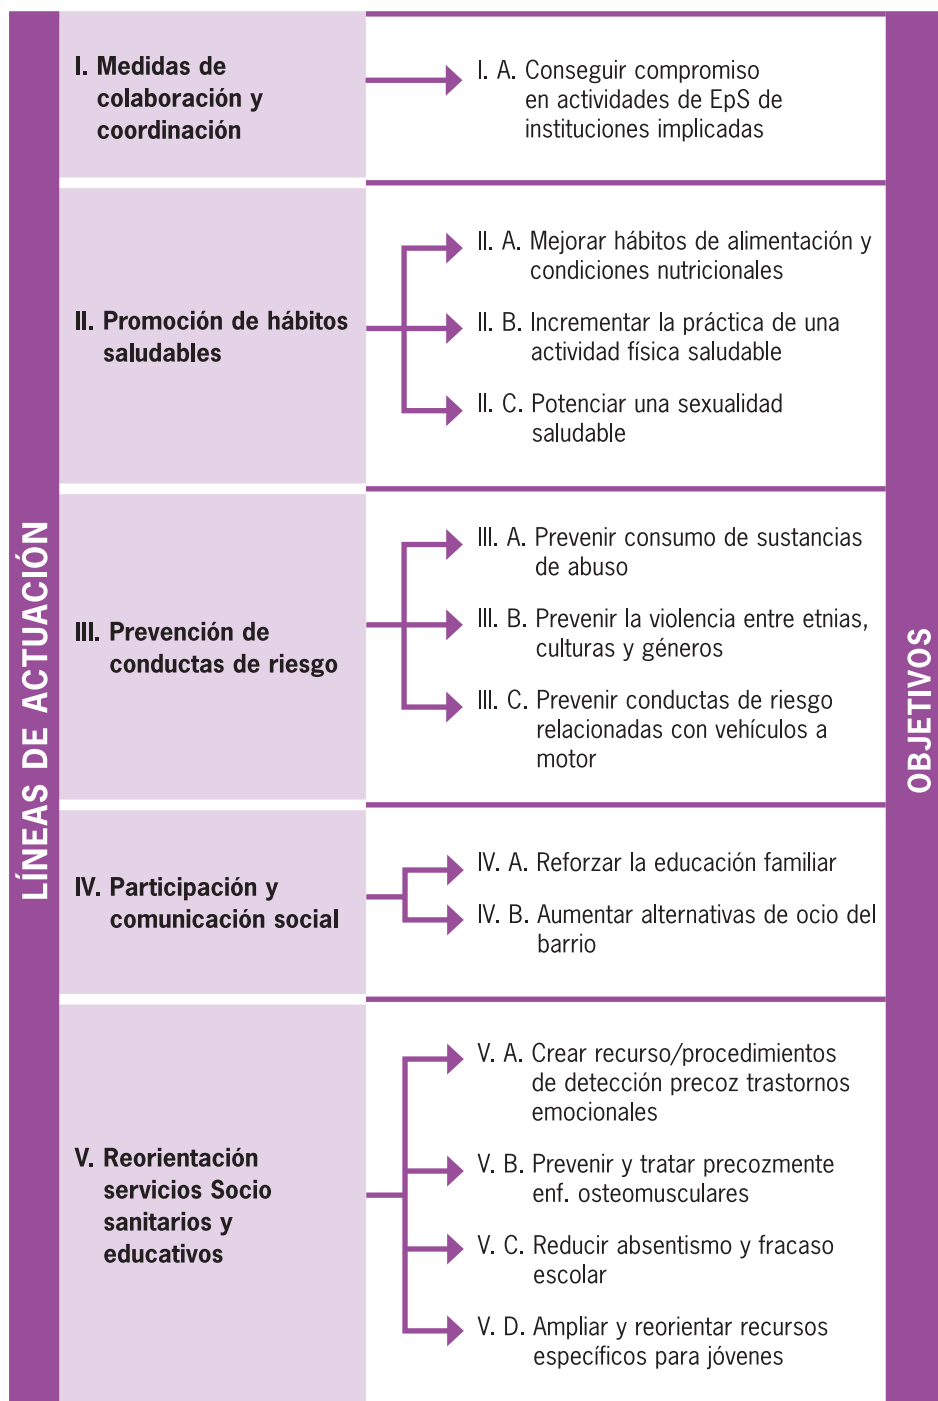 LÍNEAS DE ACTUACIÓN
I. Medidas de
colaboración y
coordinación
I. A. Conseguir compromiso
en actividades de EpS de
instituciones implicadas
II. Promoción de hábitos
saludables
II. A. Mejorar hábitos de alimentación y
condiciones nutricionales
II. B. Incrementar la práctica de una
actividad física saludable
II. C. Potenciar una sexualidad
saludable
III. Prevención de
conductas de riesgo
III. A. Prevenir consumo de sustancias
de abuso
III. B. Prevenir la violencia entre etnias,
culturas y géneros
III. C. Prevenir conductas de riesgo
relacionadas con vehículos a
motor
IV. Participación y
comunicación social
IV. A. Reforzar la educación familiar
IV. B. Aumentar alternativas de ocio del
barrio
V. Reorientación
servicios Socio
sanitarios y
educativos
V. A. Crear recurso/procedimientos
de detección precoz trastornos
emocionales
V. B. Prevenir y tratar precozmente
enf. osteomusculares
V. C. Reducir absentismo y fracaso
escolar
V. D. Ampliar y reorientar recursos
específicos para jóvenes
OBJETIVOS